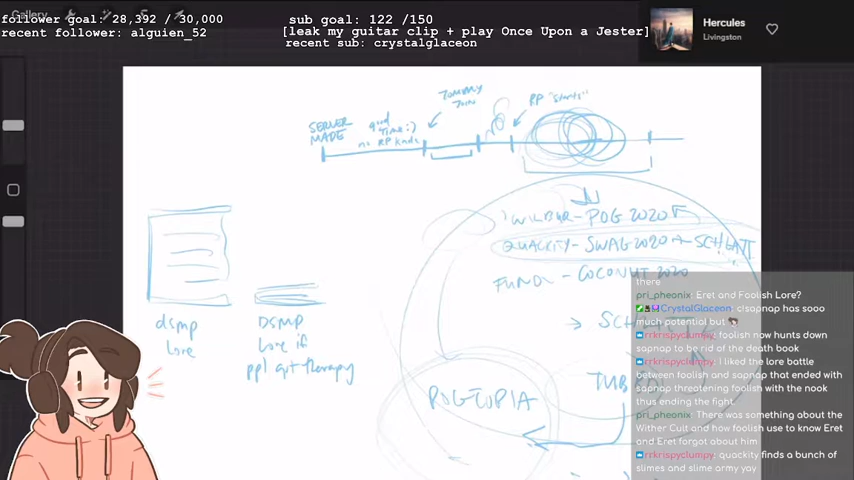 Gallery
follower goal: 28,392 / 30,000
recent follower: alguien_52
sub goal: 122 /150
[leak my guitar clip + play Once Upon a Jester]
recent sub: crystalglaceon
Hercules
Livingston
SERVER MADE
good time :)
no RP kinda
TOMMY JOIN
RP "starts"
WILBUR - POG 2020
QUACKITY - SWAG 2020 + SCHLATT
FUNDY - COCONUT 2020
POGTOPIA
dsmp
lore
DSMP
lore if
ppl got therapy
there
pri_pheonix: Eret and Foolish Lore?
CrystalGlaceon: c!sapnap has sooo
much potential but
rrkrispyclumpy: foolish now hunts down
sapnap to be rid of the death book
rrkrispyclumpy: I liked the lore battle
between foolish and sapnap that ended with
sapnap threatening foolish with the nook
thus ending the fight.
pri_pheonix: There was something about the
Wither Cult and how foolish use to know Eret
and Eret forgot about him
rrkrispyclumpy: quackity finds a bunch of
slimes and slime army yay